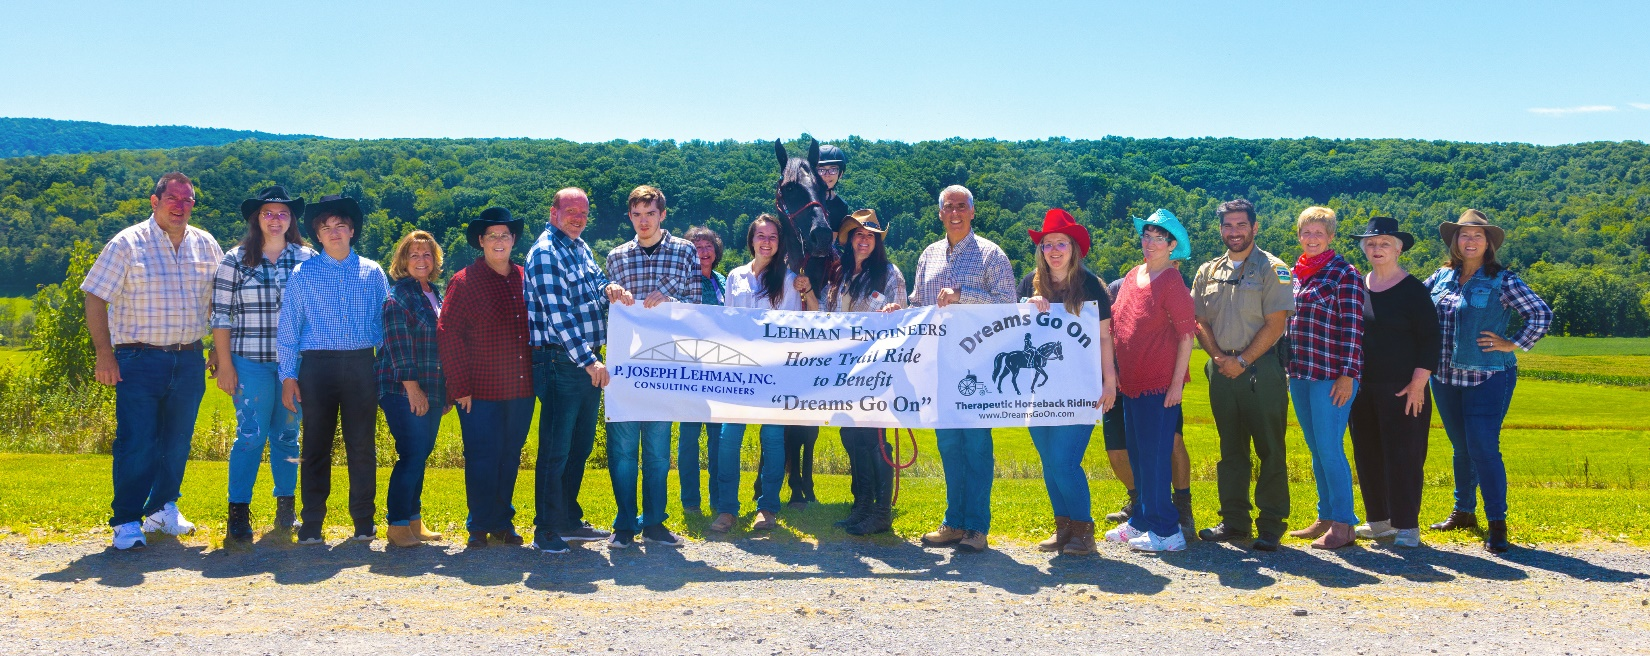 P. JOSEPH LEHMAN, INC.
CONSULTING ENGINEERS
LEHMAN ENGINEERS
Horse Trail Ride
to Benefit
“Dreams Go On”
Dreams Go On
Therapeutic Horseback Riding
www.DreamsGoOn.com